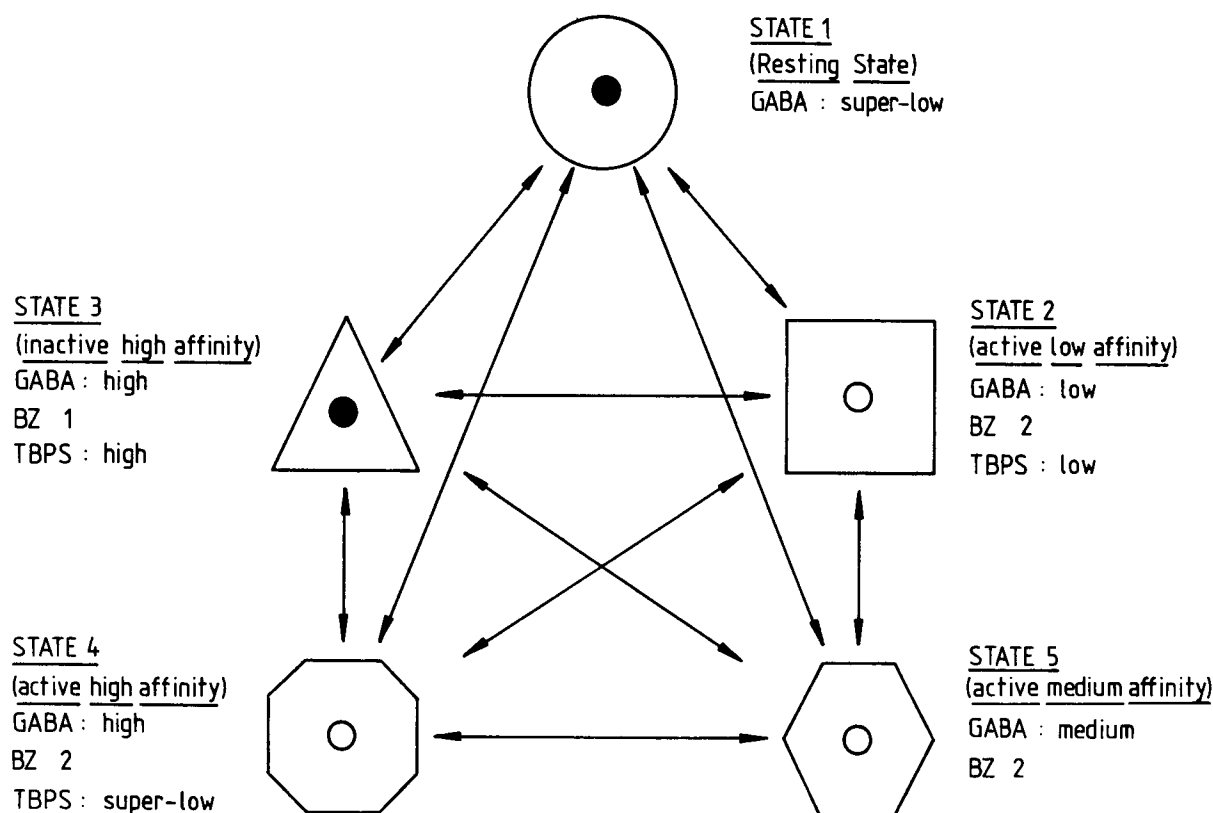 STATE 1
(Resting State)
GABA : super-low
STATE 3
(inactive high affinity)
GABA : high
BZ 1
TBPS : high
STATE 2
(active low affinity)
GABA : low
BZ 2
TBPS : low
STATE 4
(active high affinity)
GABA : high
BZ 2
TBPS : super-low
STATE 5
(active medium affinity)
GABA : medium
BZ 2